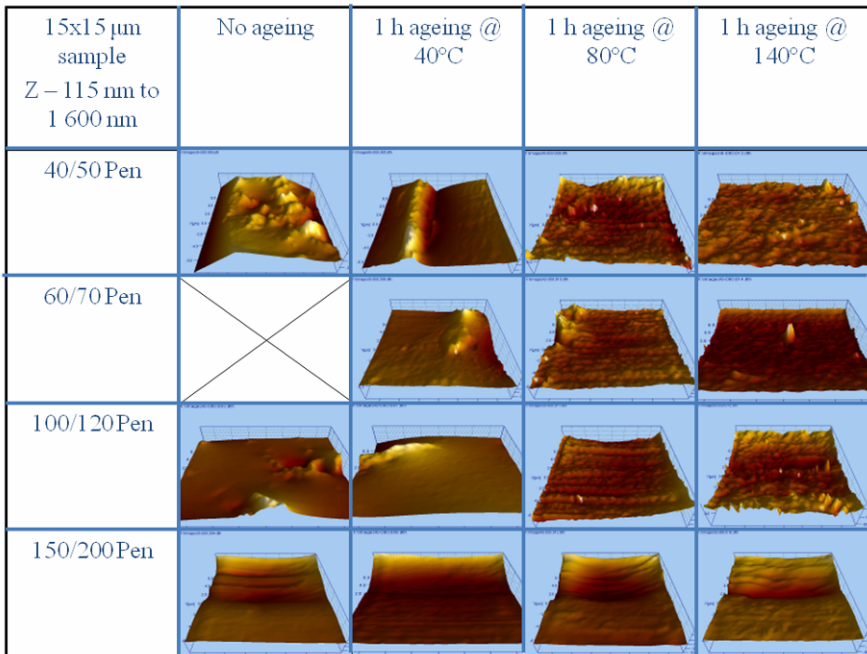 15x15 µm
sample
Z – 115 nm to
1 600 nm
No ageing
1 h ageing @
40°C
1 h ageing @
80°C
1 h ageing @
140°C
40/50 Pen
60/70 Pen
100/120 Pen
150/200 Pen